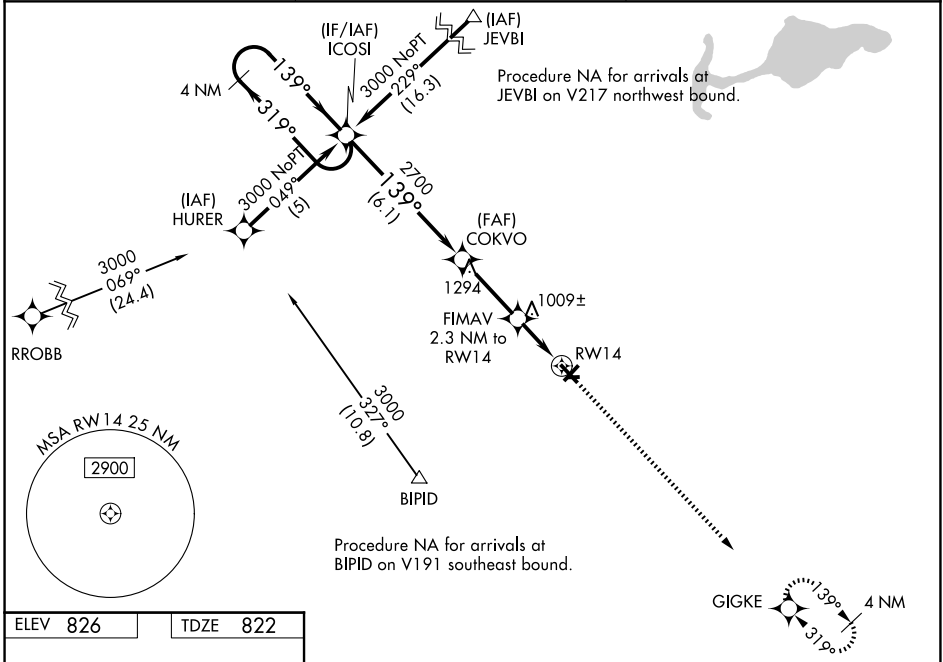 (IAF)
JEVBI
(IF/IAF)
ICOSI
3000 NoPT
229°
(16.3)
Procedure NA for arrivals at
JEVBI on V217 northwest bound.
4 NM
139°
319°
3000 NoPT
049°
(5)
(IAF)
HURER
2700
139°
(6.1)
(FAF)
COKVO
3000
069°
(24.4)
RROBB
1294
1009±
FIMAV
2.3 NM to
RW14
RW14
3000
327°
(10.8)
BIPID
MSA RW14 25 NM
2900
Procedure NA for arrivals at
BIPID on V191 southeast bound.
GIGKE
139°
319°
4 NM
ELEV 826
TDZE 822